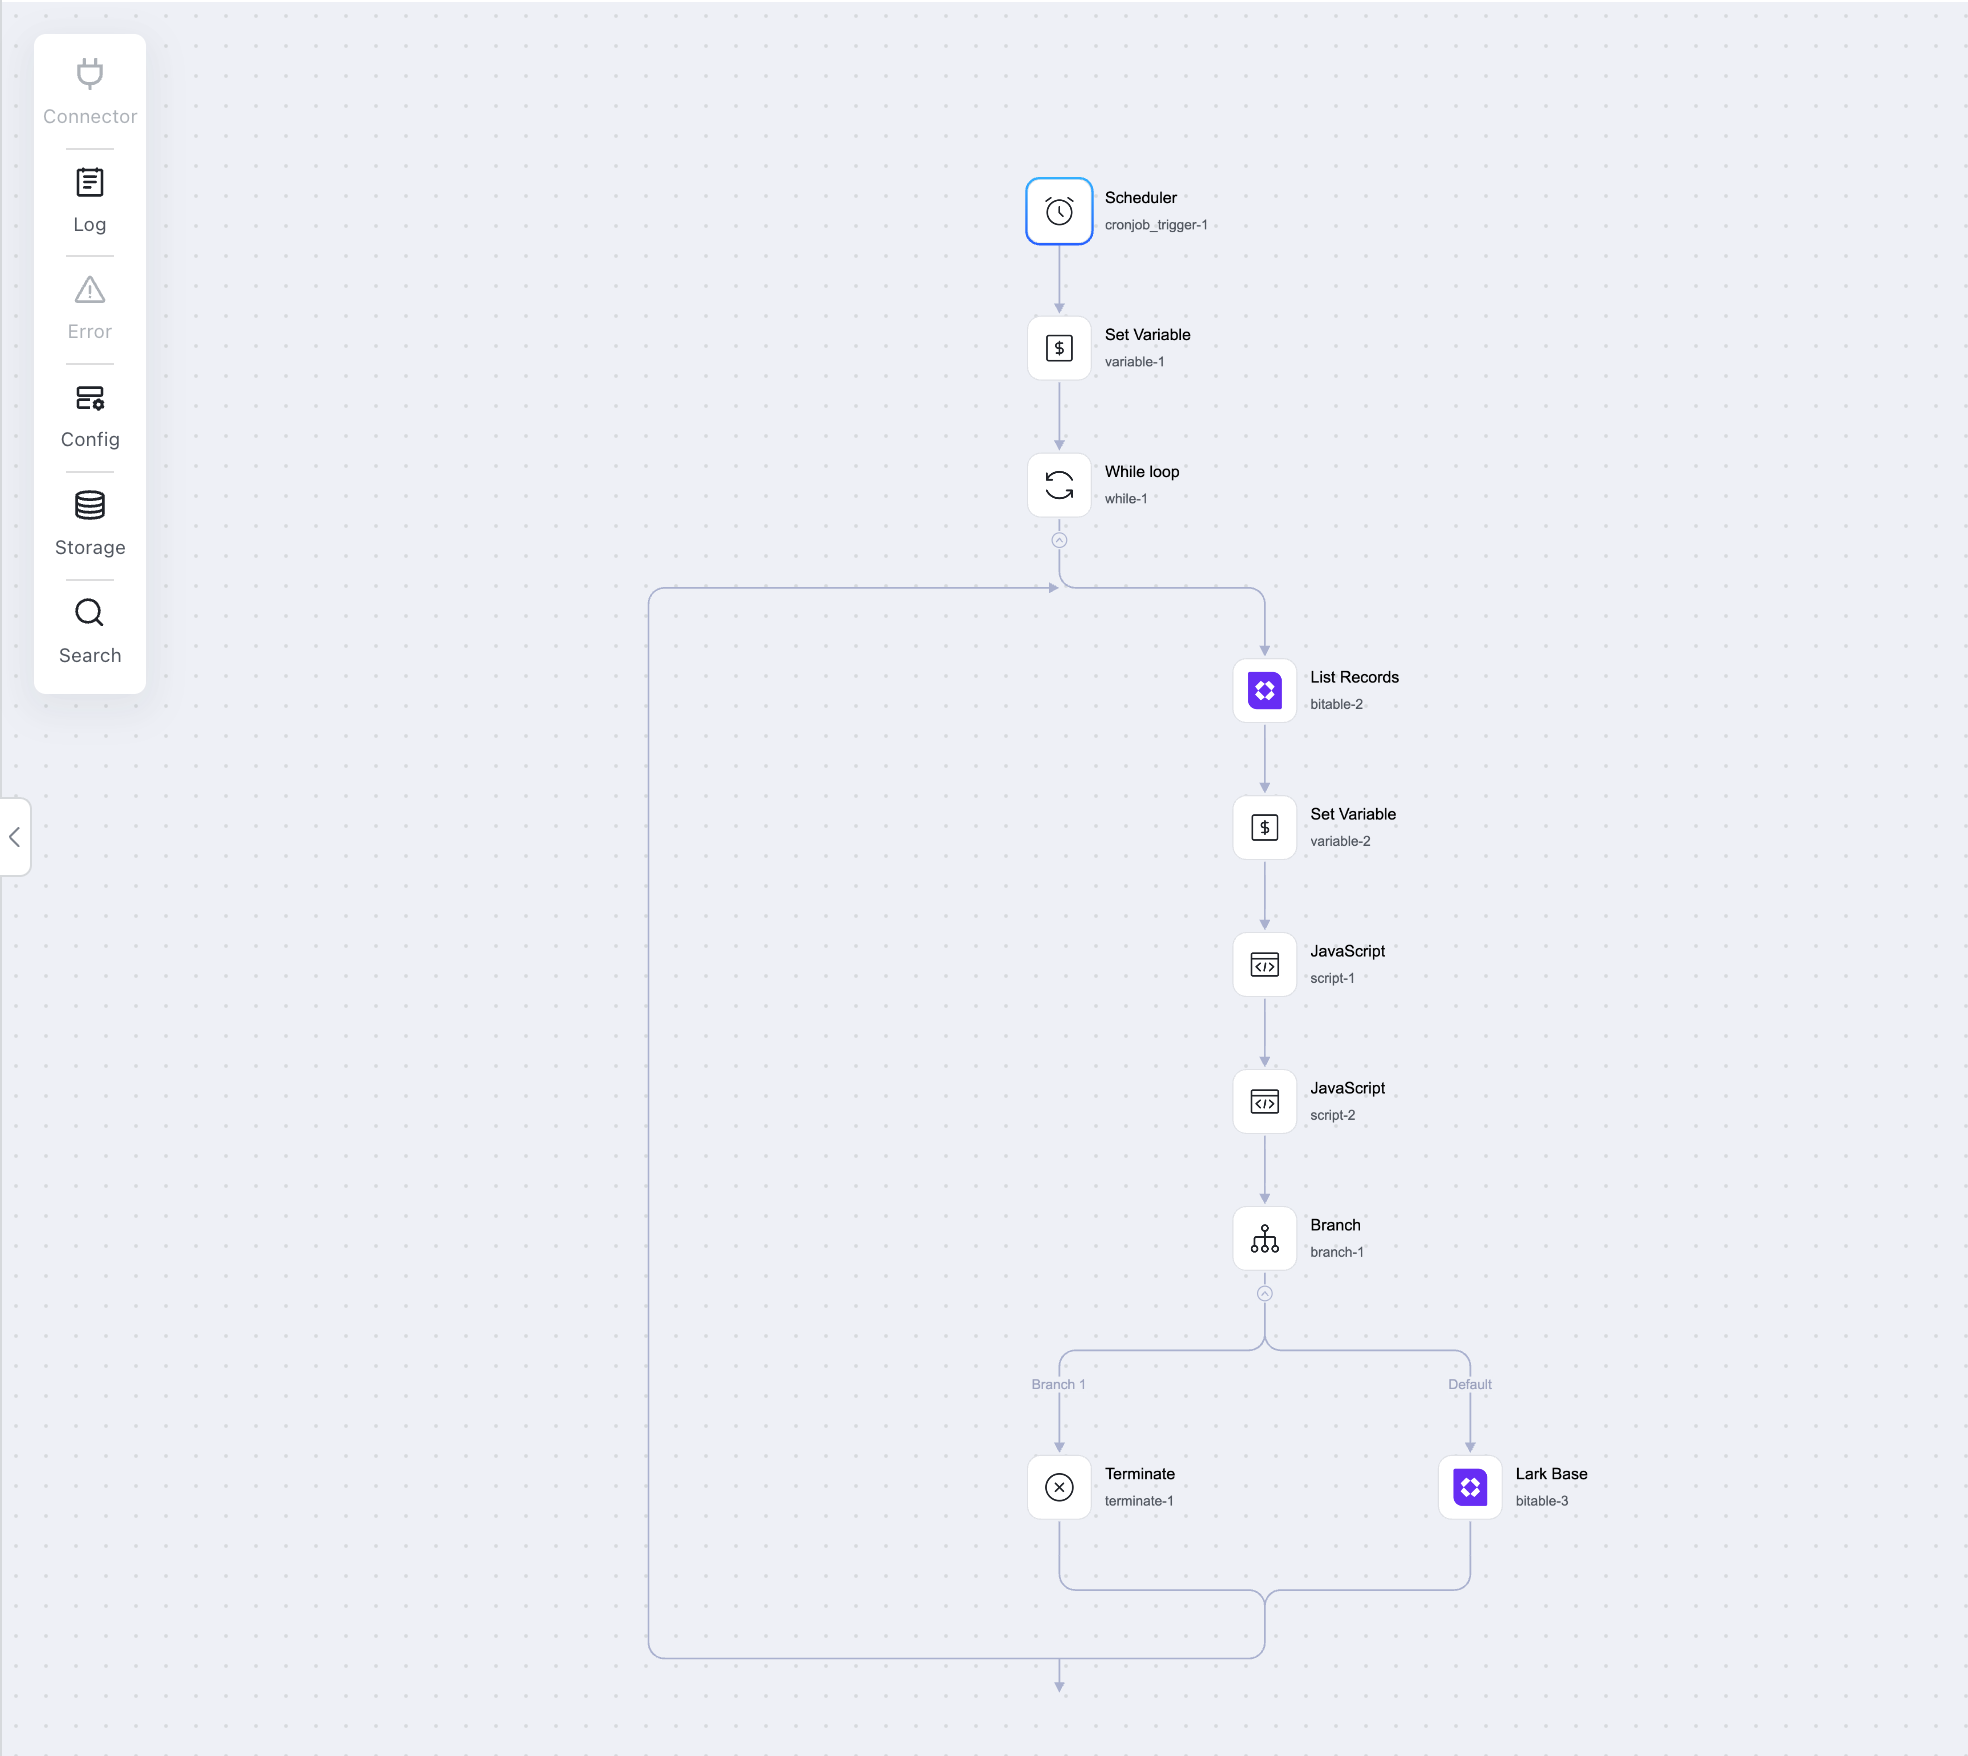 Connector
Log
Error
Config
Storage
Search
Scheduler
cronjob_trigger-1
Set Variable
variable-1
While loop
while-1
List Records
bitable-2
Set Variable
variable-2
JavaScript
script-1
JavaScript
script-2
Branch
branch-1
Branch 1
Default
Terminate
terminate-1
Lark Base
bitable-3